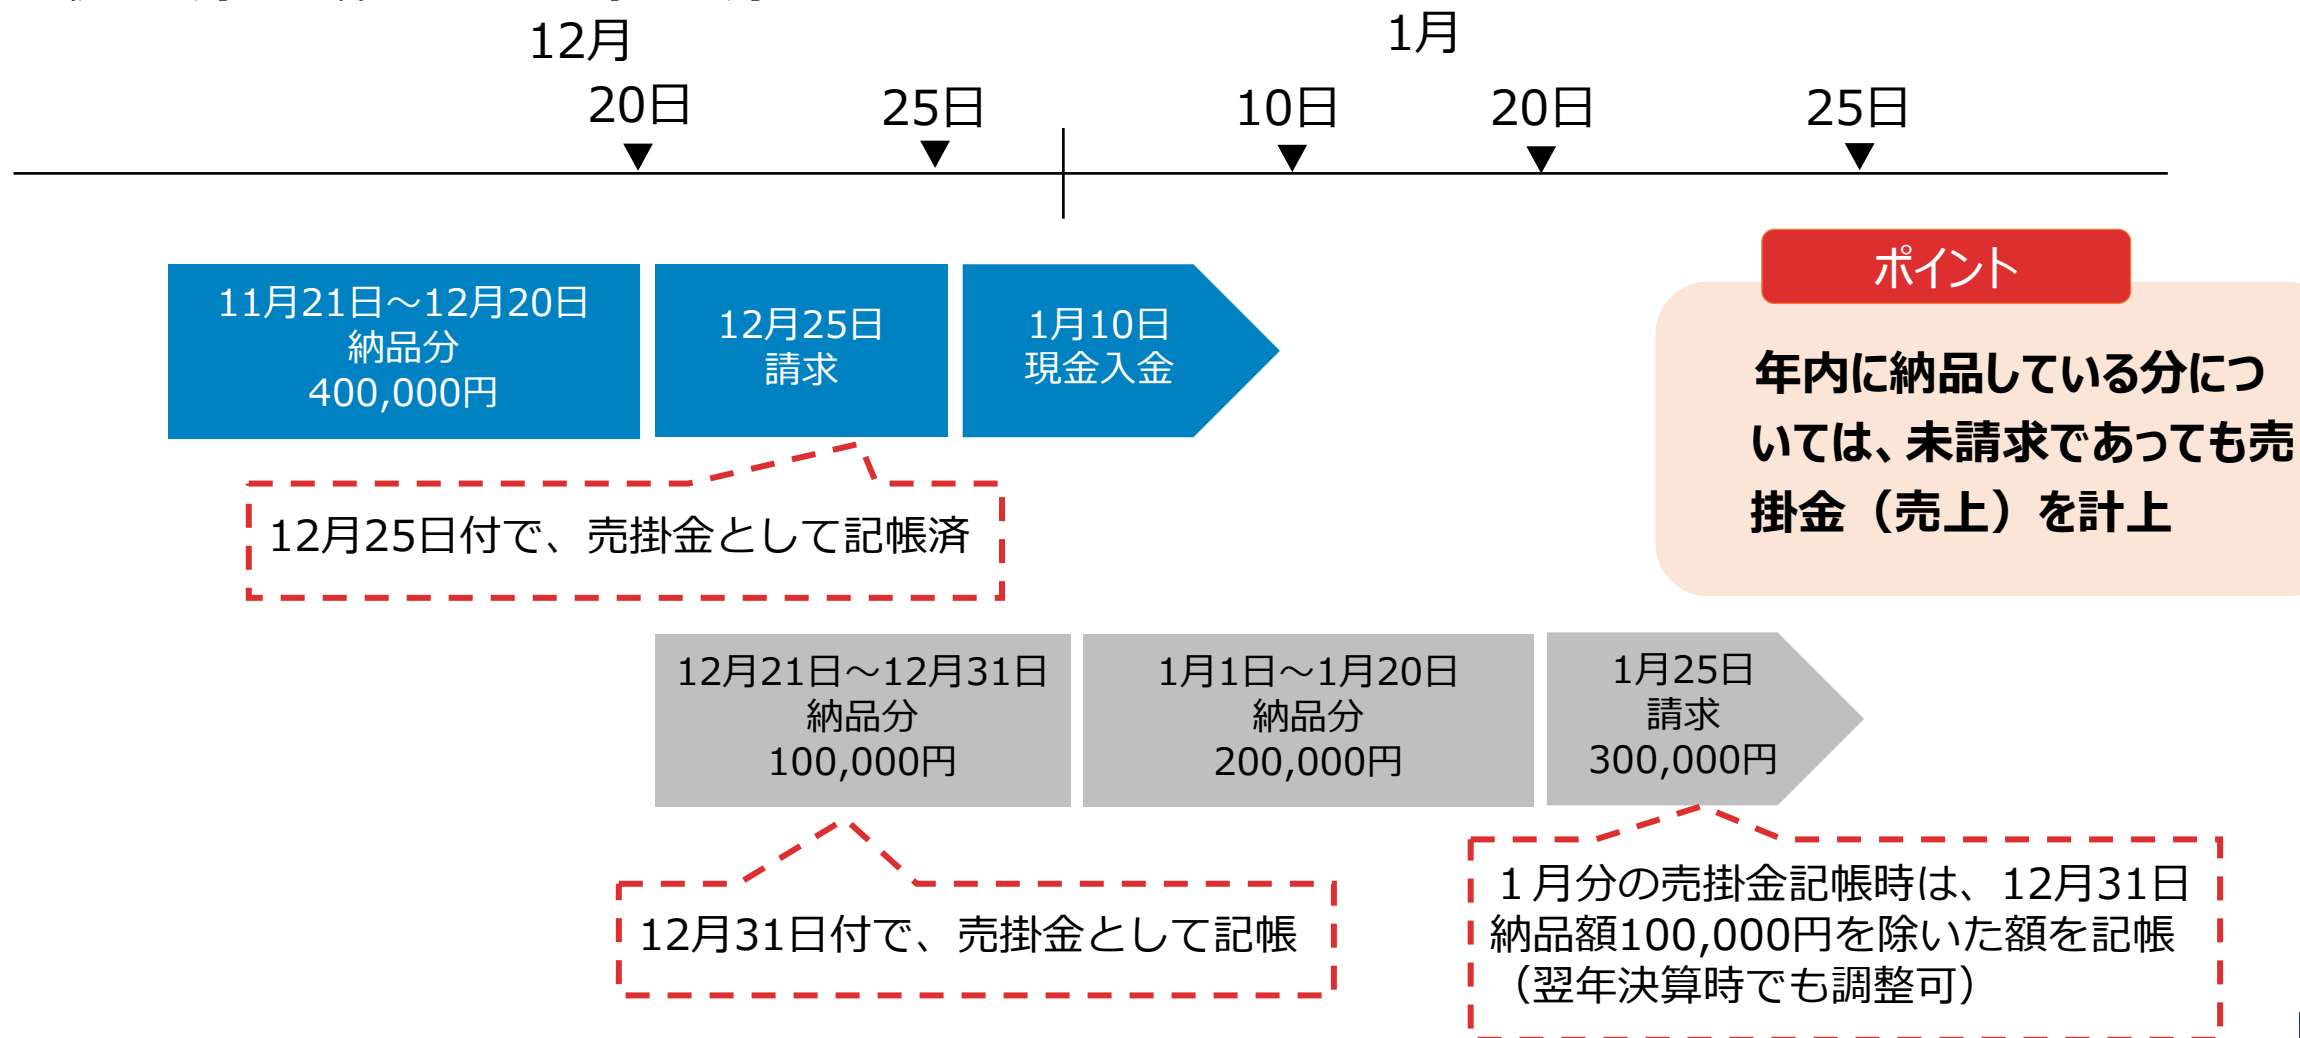 12月
1月
20日
25日
10日
20日
25日
11月21日～12月20日
納品分
400,000円
12月25日
請求
1月10日
現金入金
ポイント
年内に納品している分につ
いては、未請求であっても売
掛金（売上）を計上
12月25日付で、売掛金として記帳済
12月21日～12月31日
納品分
100,000円
1月1日～1月20日
納品分
200,000円
1月25日
請求
300,000円
12月31日付で、売掛金として記帳
１月分の売掛金記帳時は、12月31日
納品額100,000円を除いた額を記帳
（翌年決算時でも調整可）